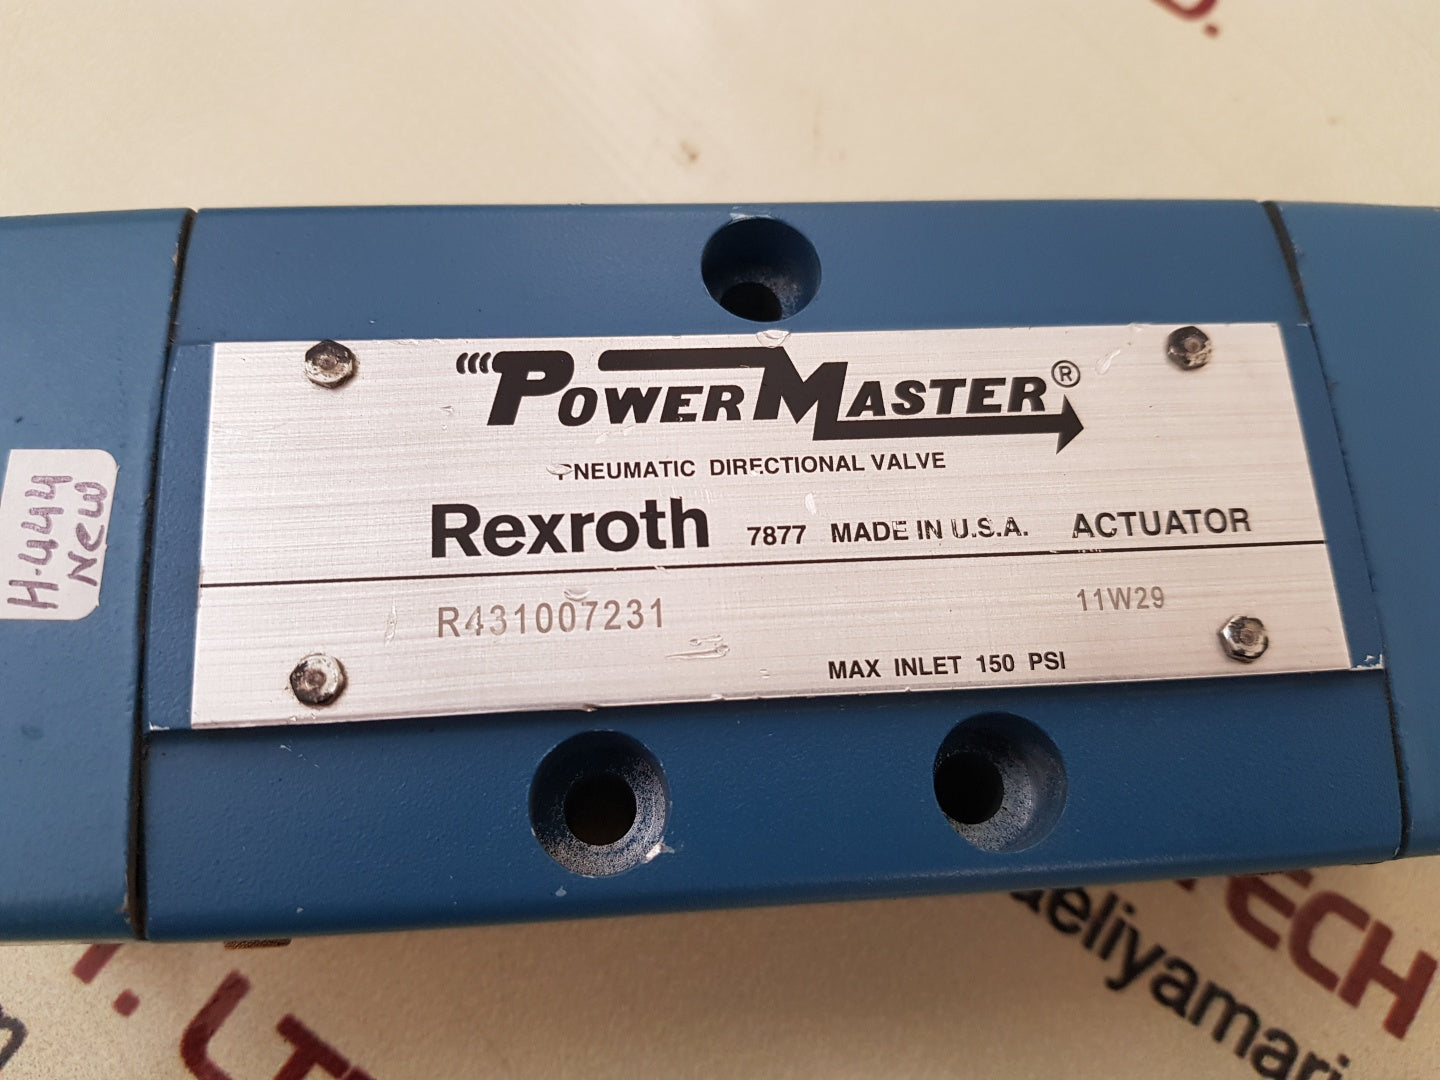 POWERMASTER®
PNEUMATIC DIRECTIONAL VALVE
Rexroth 7877 MADE IN U.S.A. ACTUATOR
R431007231 11W29
MAX INLET 150 PSI
H-444
New